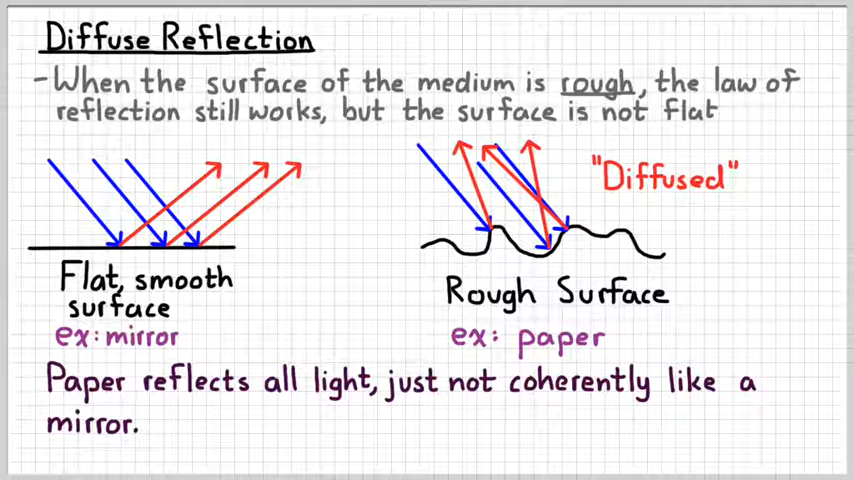 Diffuse Reflection
-When the surface of the medium is rough, the law of
reflection still works, but the surface is not flat
"Diffused"
Flat, smooth
surface
ex: mirror
Rough Surface
ex: paper
Paper reflects all light, just not coherently like a
mirror.